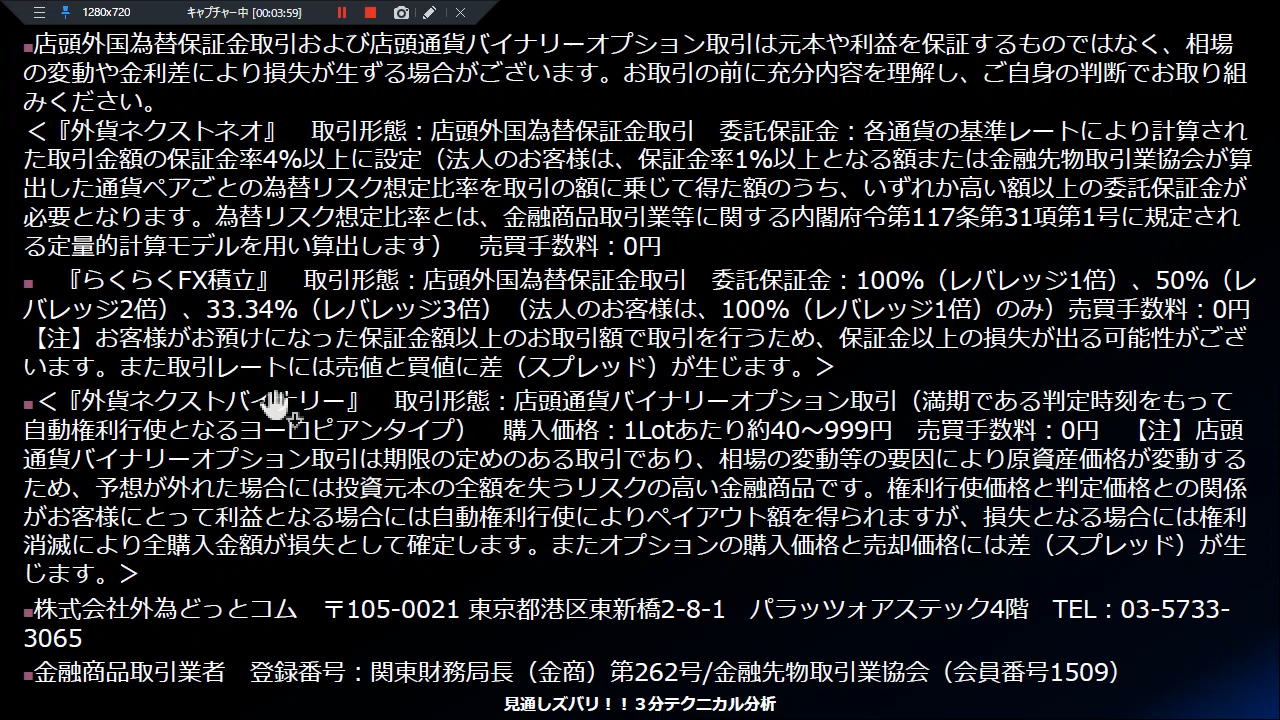 1280x720 キャプチャー中 [00:03:59]
■店頭外国為替保証金取引および店頭通貨バイナリーオプション取引は元本や利益を保証するものではなく、相場
の変動や金利差により損失が生ずる場合がございます。お取引の前に充分内容を理解し、ご自身の判断でお取り組
みください。
＜『外貨ネクストネオ』　取引形態：店頭外国為替保証金取引　委託保証金：各通貨の基準レートにより計算され
た取引金額の保証金率4%以上に設定（法人のお客様は、保証金率1%以上となる額または金融先物取引業協会が算
出した通貨ペアごとの為替リスク想定比率を取引の額に乗じて得た額のうち、いずれか高い額以上の委託保証金が
必要となります。為替リスク想定比率とは、金融商品取引業等に関する内閣府令第117条第31項第1号に規定され
る定量的計算モデルを用い算出します）　売買手数料：0円
■　『らくらくFX積立』　取引形態：店頭外国為替保証金取引　委託保証金：100%（レバレッジ1倍）、50%（レ
バレッジ2倍）、33.34%（レバレッジ3倍）（法人のお客様は、100%（レバレッジ1倍）のみ）売買手数料：0円
【注】お客様がお預けになった保証金額以上のお取引額で取引を行うため、保証金以上の損失が出る可能性がござ
います。また取引レートには売値と買値に差（スプレッド）が生じます。＞
■＜『外貨ネクストバイナリー』　取引形態：店頭通貨バイナリーオプション取引（満期である判定時刻をもって
自動権利行使となるヨーロピアンタイプ）　購入価格：1Lotあたり約40～999円　売買手数料：0円　【注】店頭
通貨バイナリーオプション取引は期限の定めのある取引であり、相場の変動等の要因により原資産価格が変動する
ため、予想が外れた場合には投資元本の全額を失うリスクの高い金融商品です。権利行使価格と判定価格との関係
がお客様にとって利益となる場合には自動権利行使によりペイアウト額を得られますが、損失となる場合には権利
消滅により全購入金額が損失として確定します。またオプションの購入価格と売却価格には差（スプレッド）が生
じます。＞
■株式会社外為どっとコム　〒105-0021 東京都港区東新橋2-8-1　パラッツォアステック4階　TEL：03-5733-
3065
■金融商品取引業者　登録番号：関東財務局長（金商）第262号/金融先物取引業協会（会員番号1509）
見通しズバリ！！３分テクニカル分析